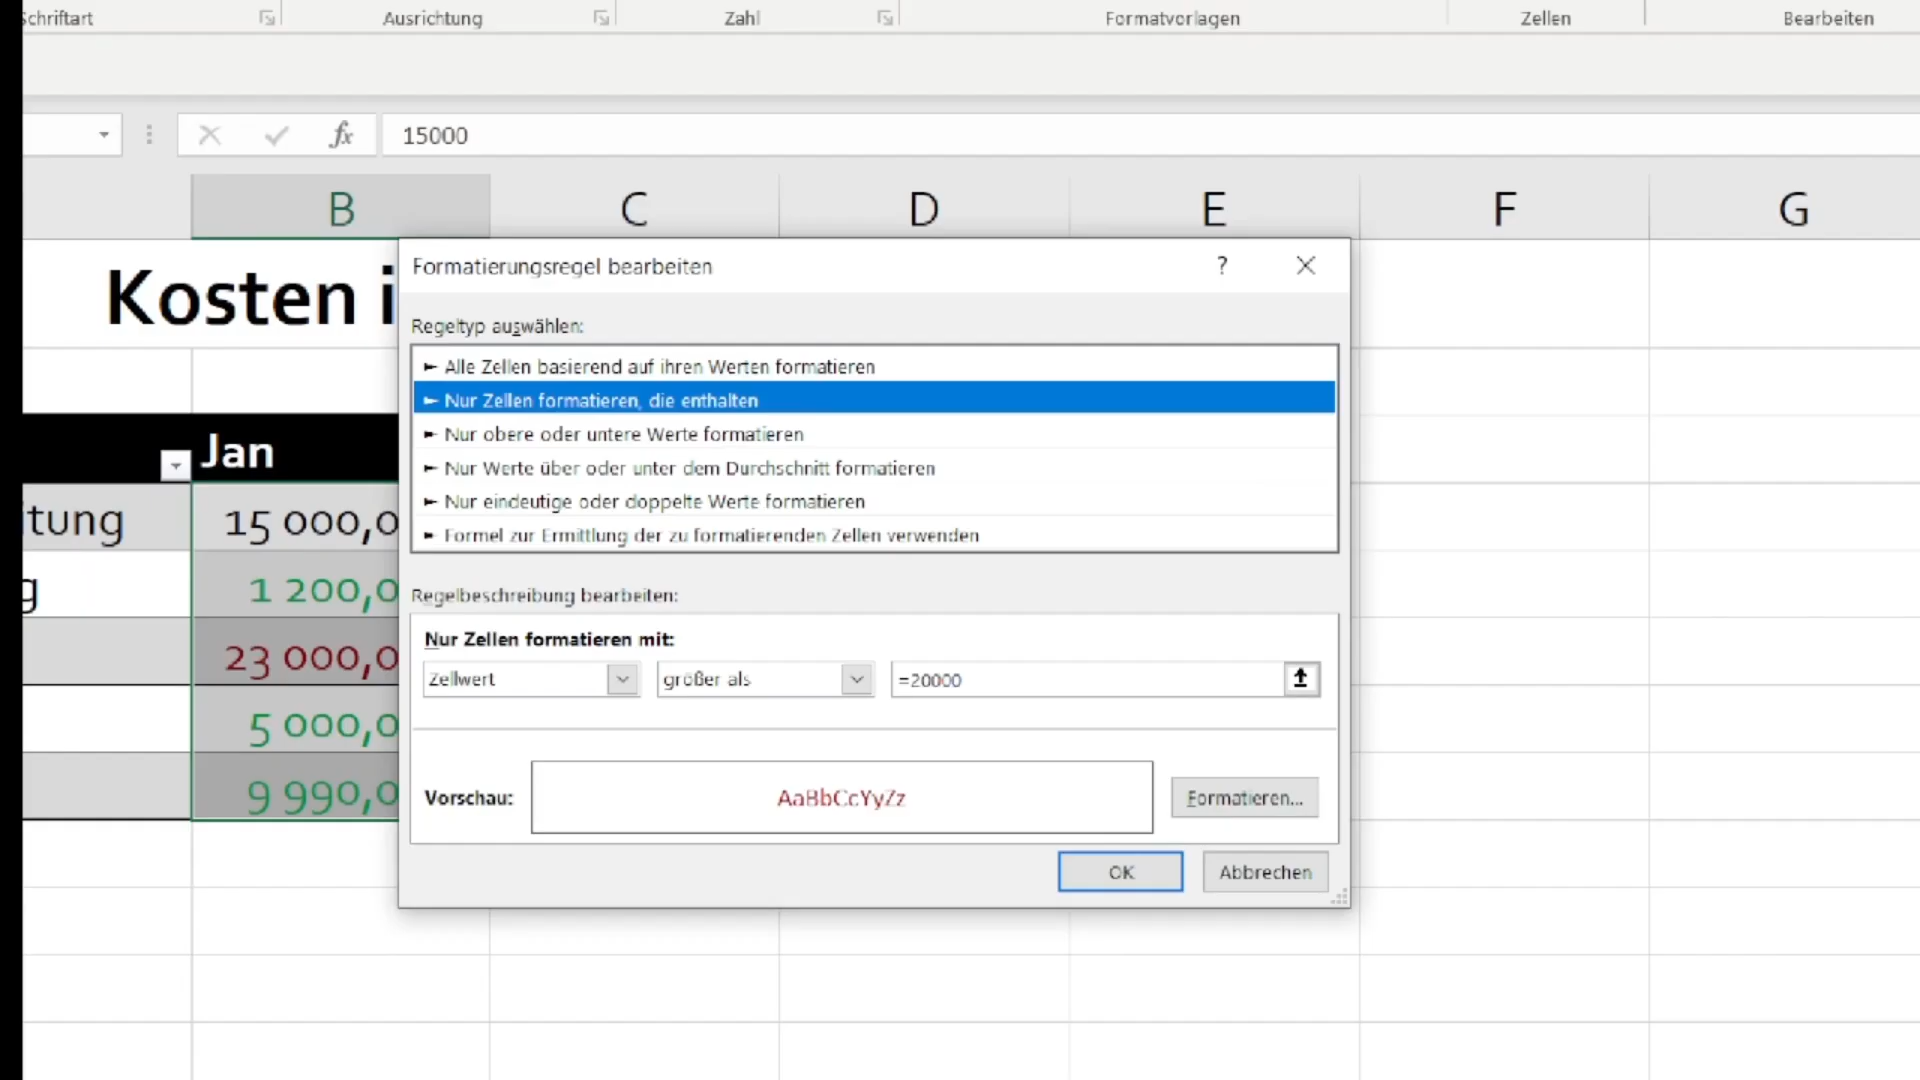 Ausrichtung Zahl Formatvorlagen Zellen Bearbeiten
fx 15000
B C D E F G
Formatierungsregel bearbeiten ?
Kosten i
Regeltyp auswählen:
► Alle Zellen basierend auf ihren Werten formatieren
► Nur Zellen formatieren, die enthalten
► Nur obere oder untere Werte formatieren
► Nur Werte über oder unter dem Durchschnitt formatieren
► Nur eindeutige oder doppelte Werte formatieren
► Formel zur Ermittlung der zu formatierenden Zellen verwenden
Jan
itung 15 000,0
g 1 200,0
23 000,0
5 000,0
9 990,0
Regelbeschreibung bearbeiten:
Nur Zellen formatieren mit:
Zellwert größer als =20000
Vorschau: AaBbCcYyZz Formatieren...
OK Abbrechen